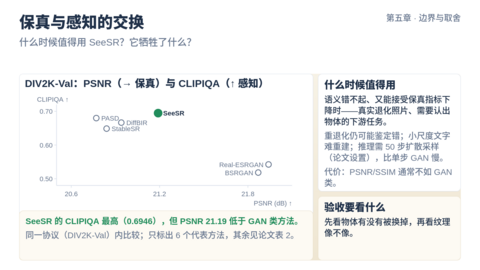 保真与感知的交换
第五章 · 边界与取舍
什么时候值得用 SeeSR？它牺牲了什么？
DIV2K-Val：PSNR（→ 保真）与 CLIPIQA（↑ 感知）
CLIPIQA ↑
0.70
0.60
0.50
PASD
DiffBIR
StableSR
SeeSR
Real-ESRGAN
BSRGAN
20.6
21.2
21.8
PSNR (dB) ↑
SeeSR 的 CLIPIQA 最高（0.6946），但 PSNR 21.19 低于 GAN 类方法。
同一协议（DIV2K-Val）内比较；只标出 6 个代表方法，其余见论文表 2。
什么时候值得用
语义错不起、又能接受保真指标下
降时——真实退化照片、需要认出
物体的下游任务。
重退化仍可能鉴定错；小尺度文字
难重建；推理需 50 步扩散采样
（论文设置），比单步 GAN 慢。
代价：PSNR/SSIM 通常不如 GAN
类。
验收要看什么
先看物体有没有被换掉，再看纹理
像不像。